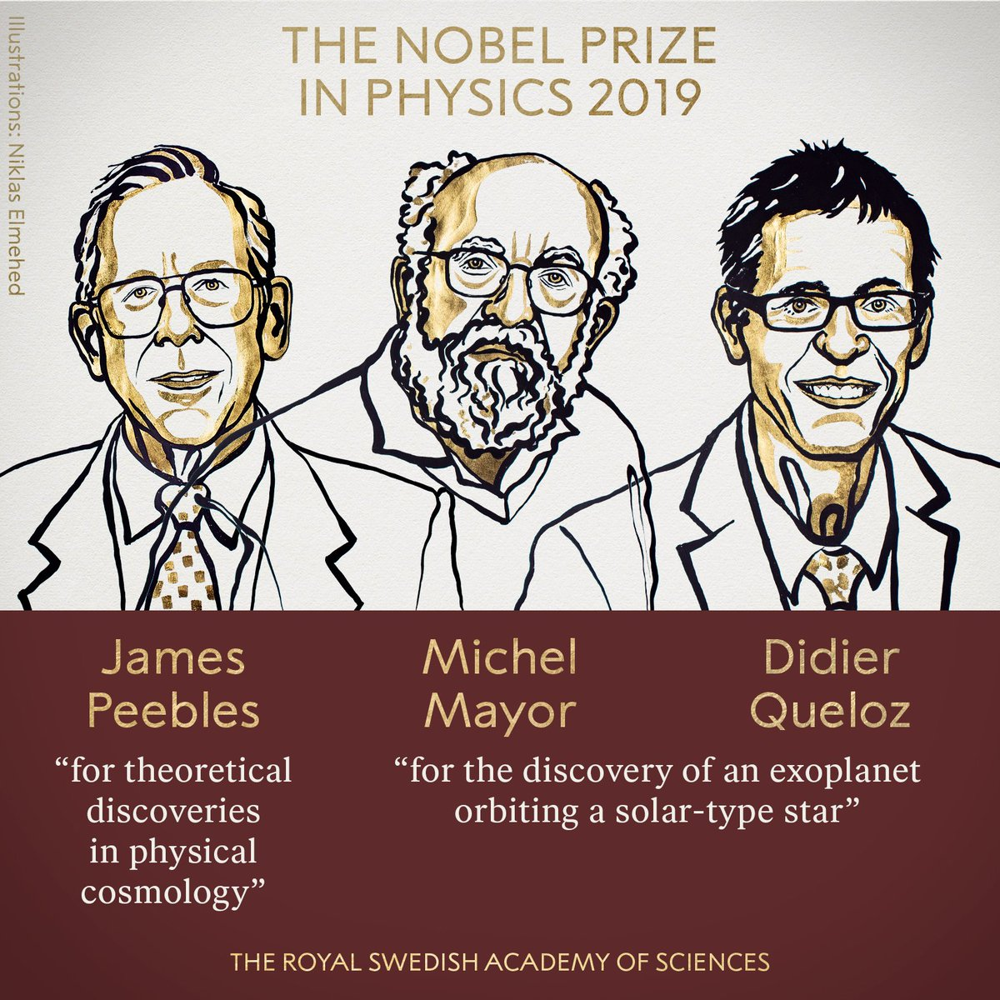 THE NOBEL PRIZE
IN PHYSICS 2019
Illustrations: Niklas Elmehed
James
Peebles
“for theoretical
discoveries
in physical
cosmology”
Michel
Mayor
Didier
Queloz
“for the discovery of an exoplanet
orbiting a solar-type star”
THE ROYAL SWEDISH ACADEMY OF SCIENCES